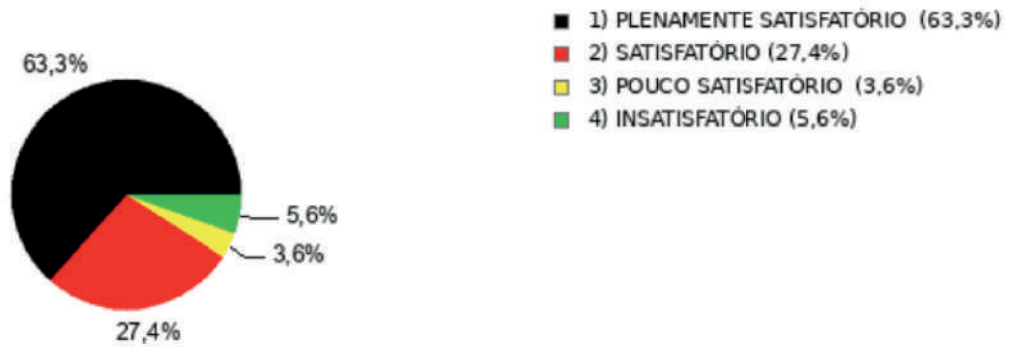 63,3%
5,6%
3,6%
27,4%
1) PLENAMENTE SATISFATÓRIO (63,3%)
2) SATISFATÓRIO (27,4%)
3) POUCO SATISFATÓRIO (3,6%)
4) INSATISFATÓRIO (5,6%)